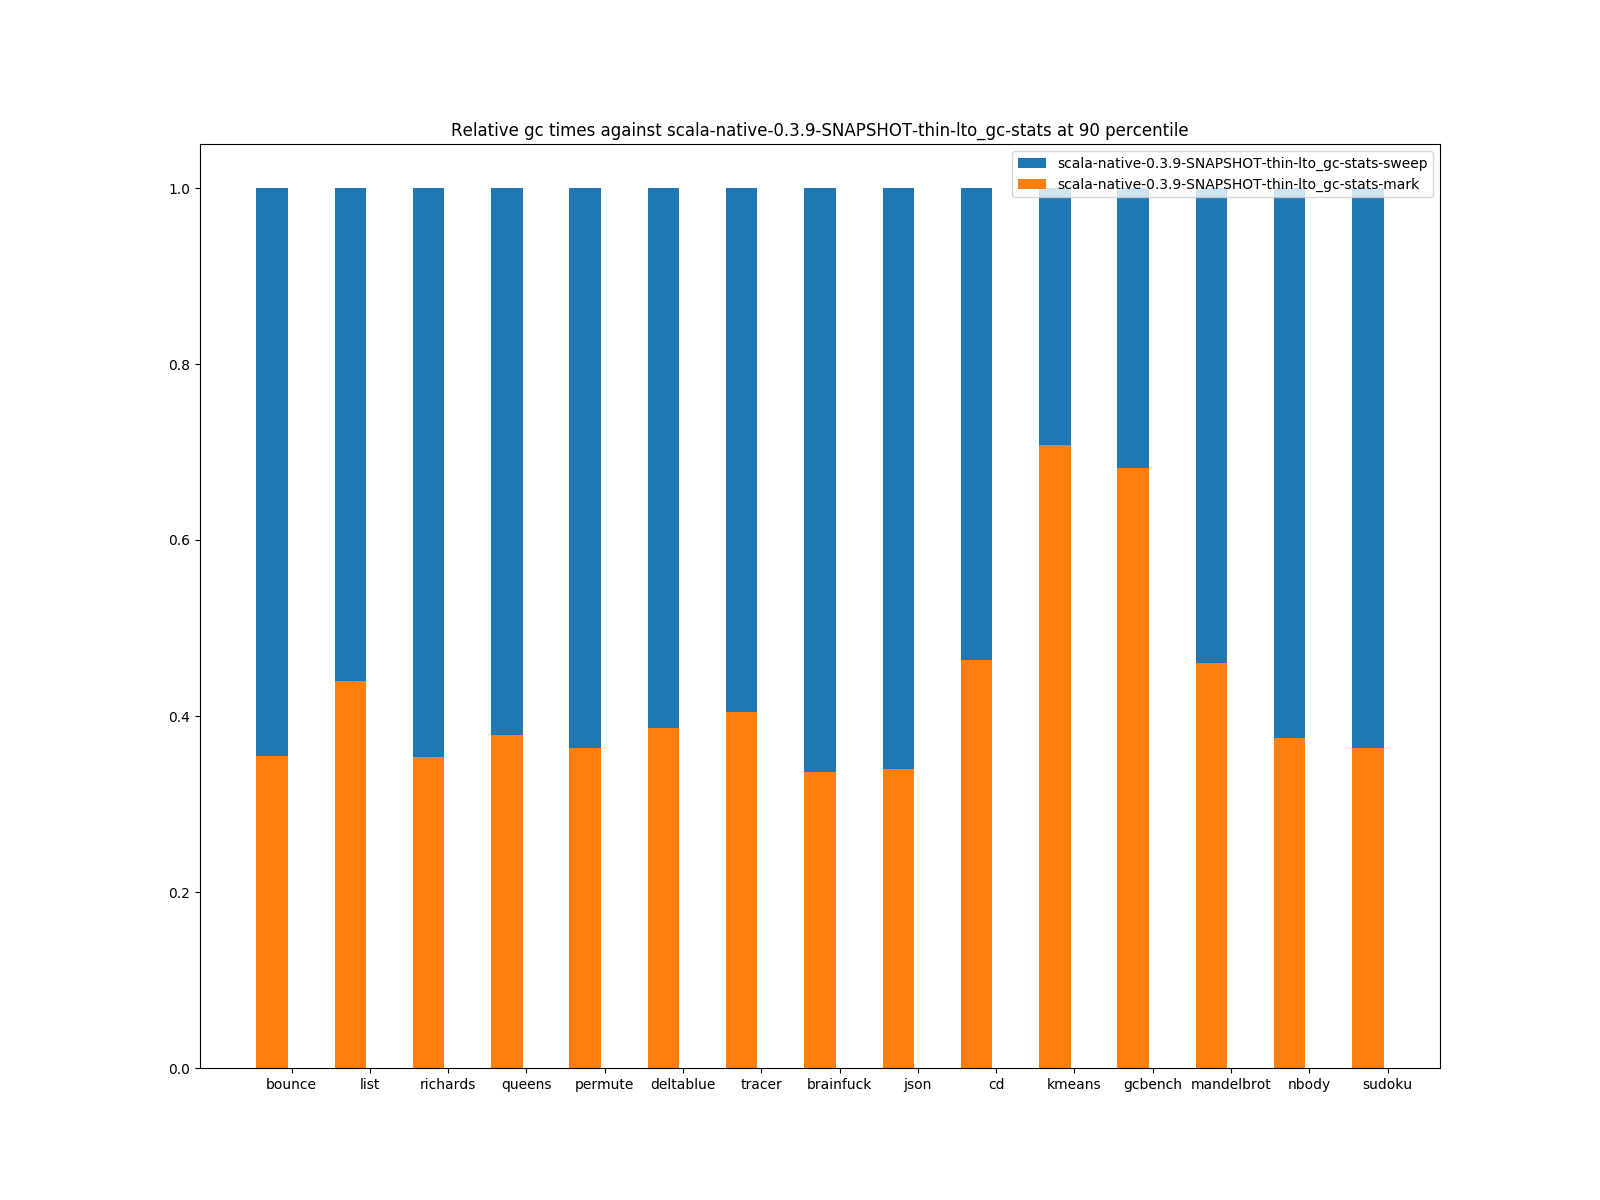 Relative gc times against scala-native-0.3.9-SNAPSHOT-thin-lto_gc-stats at 90 percentile
scala-native-0.3.9-SNAPSHOT-thin-lto_gc-stats-sweep
scala-native-0.3.9-SNAPSHOT-thin-lto_gc-stats-mark
1.0
0.8
0.6
0.4
0.2
0.0
bounce list richards queens permute deltablue tracer brainfuck json cd kmeans gcbench mandelbrot nbody sudoku